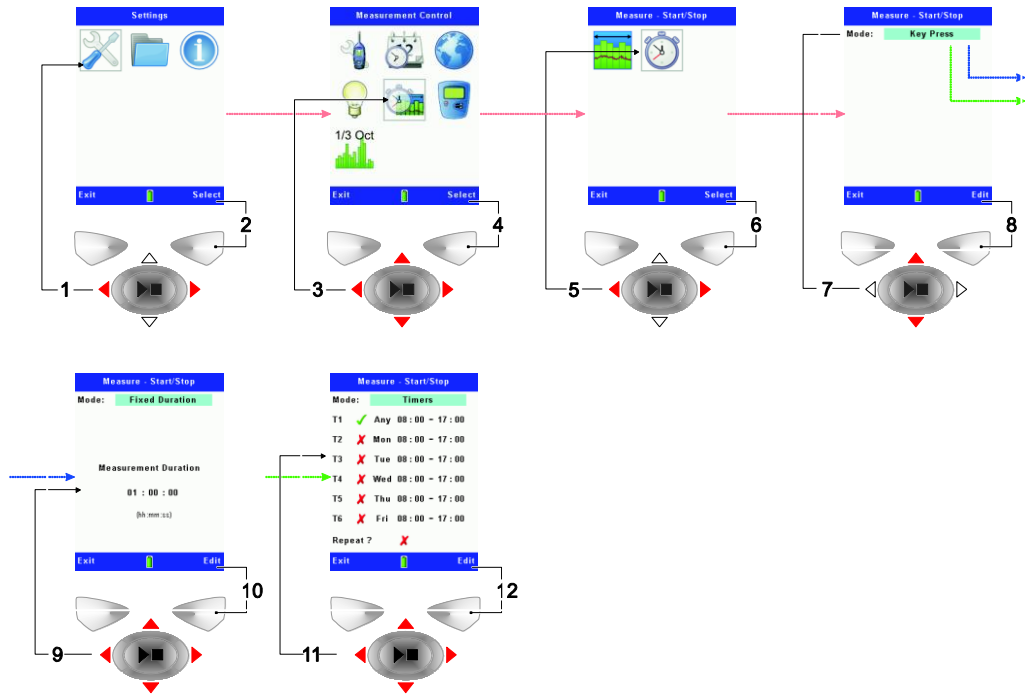 Settings
Exit
Select
2
1
Measurement Control
1/3 Oct
Exit
Select
4
3
Measure - Start/Stop
Exit
Select
6
5
Measure - Start/Stop
Mode: Key Press
Exit
Edit
8
7
Measure - Start/Stop
Mode: Fixed Duration
Measurement Duration
01 : 00 : 00
(hh:mm:ss)
Exit
Edit
10
9
Measure - Start/Stop
Mode: Timers
T1 ✓ Any 08:00 - 17:00
T2 ✗ Mon 08:00 - 17:00
T3 ✗ Tue 08:00 - 17:00
T4 ✗ Wed 08:00 - 17:00
T5 ✗ Thu 08:00 - 17:00
T6 ✗ Fri 08:00 - 17:00
Repeat ? ✗
Exit
Edit
12
11